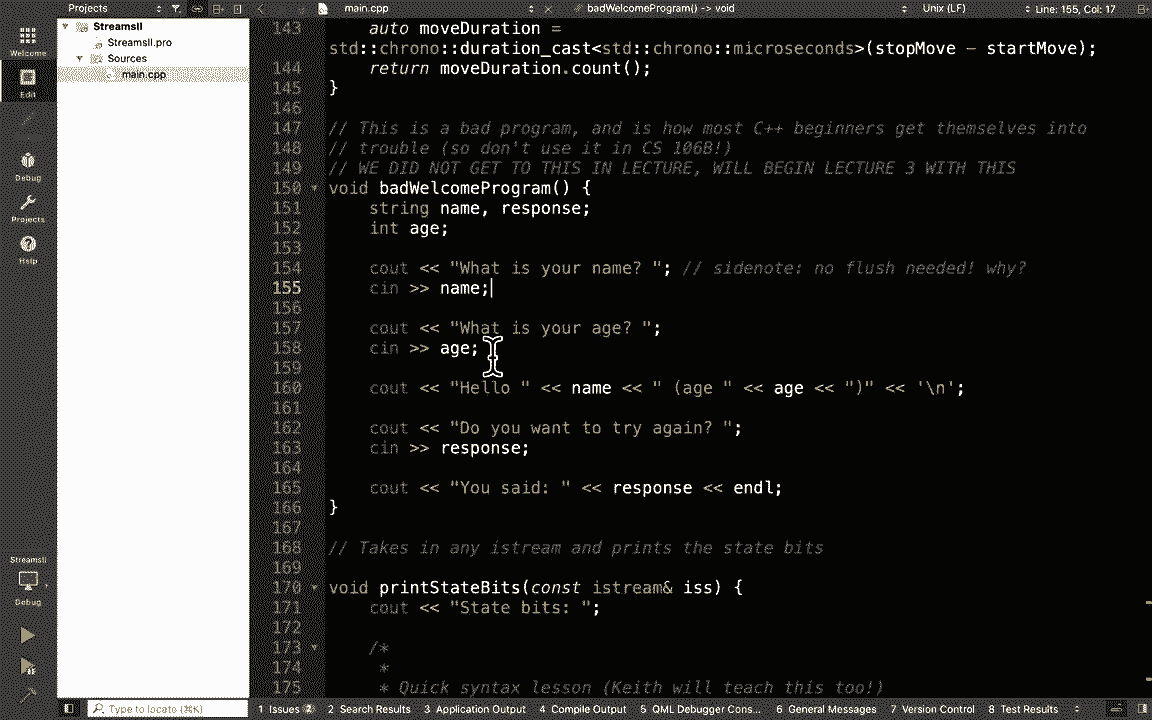 Projects
main.cpp
badWelcomeProgram() -> void
Unix (LF)
Line: 155, Col: 17
Welcome
Edit
Debug
Projects
Help
StreamsII
Debug
StreamsII
StreamsII.pro
Sources
main.cpp
143 auto moveDuration =
std::chrono::duration_cast<std::chrono::microseconds>(stopMove - startMove);
144 return moveDuration.count();
145 }
146
147 // This is a bad program, and is how most C++ beginners get themselves into
148 // trouble (so don't use it in CS 106B!)
149 // WE DID NOT GET TO THIS IN LECTURE, WILL BEGIN LECTURE 3 WITH THIS
150 void badWelcomeProgram() {
151 string name, response;
152 int age;
153
154 cout << "What is your name? "; // sidenote: no flush needed! why?
155 cin >> name;
156
157 cout << "What is your age? ";
158 cin >> age;
159
160 cout << "Hello " << name << " (age " << age << ")" << '\n';
161
162 cout << "Do you want to try again? ";
163 cin >> response;
164
165 cout << "You said: " << response << endl;
166 }
167
168 // Takes in any istream and prints the state bits
169
170 void printStateBits(const istream& iss) {
171 cout << "State bits: ";
172
173 /*
174 *
175 * Quick syntax lesson (Keith will teach this too!)
Type to locate (⌘K)
1 Issues 2
2 Search Results
3 Application Output
4 Compile Output
5 QML Debugger Cons...
6 General Messages
7 Version Control
8 Test Results